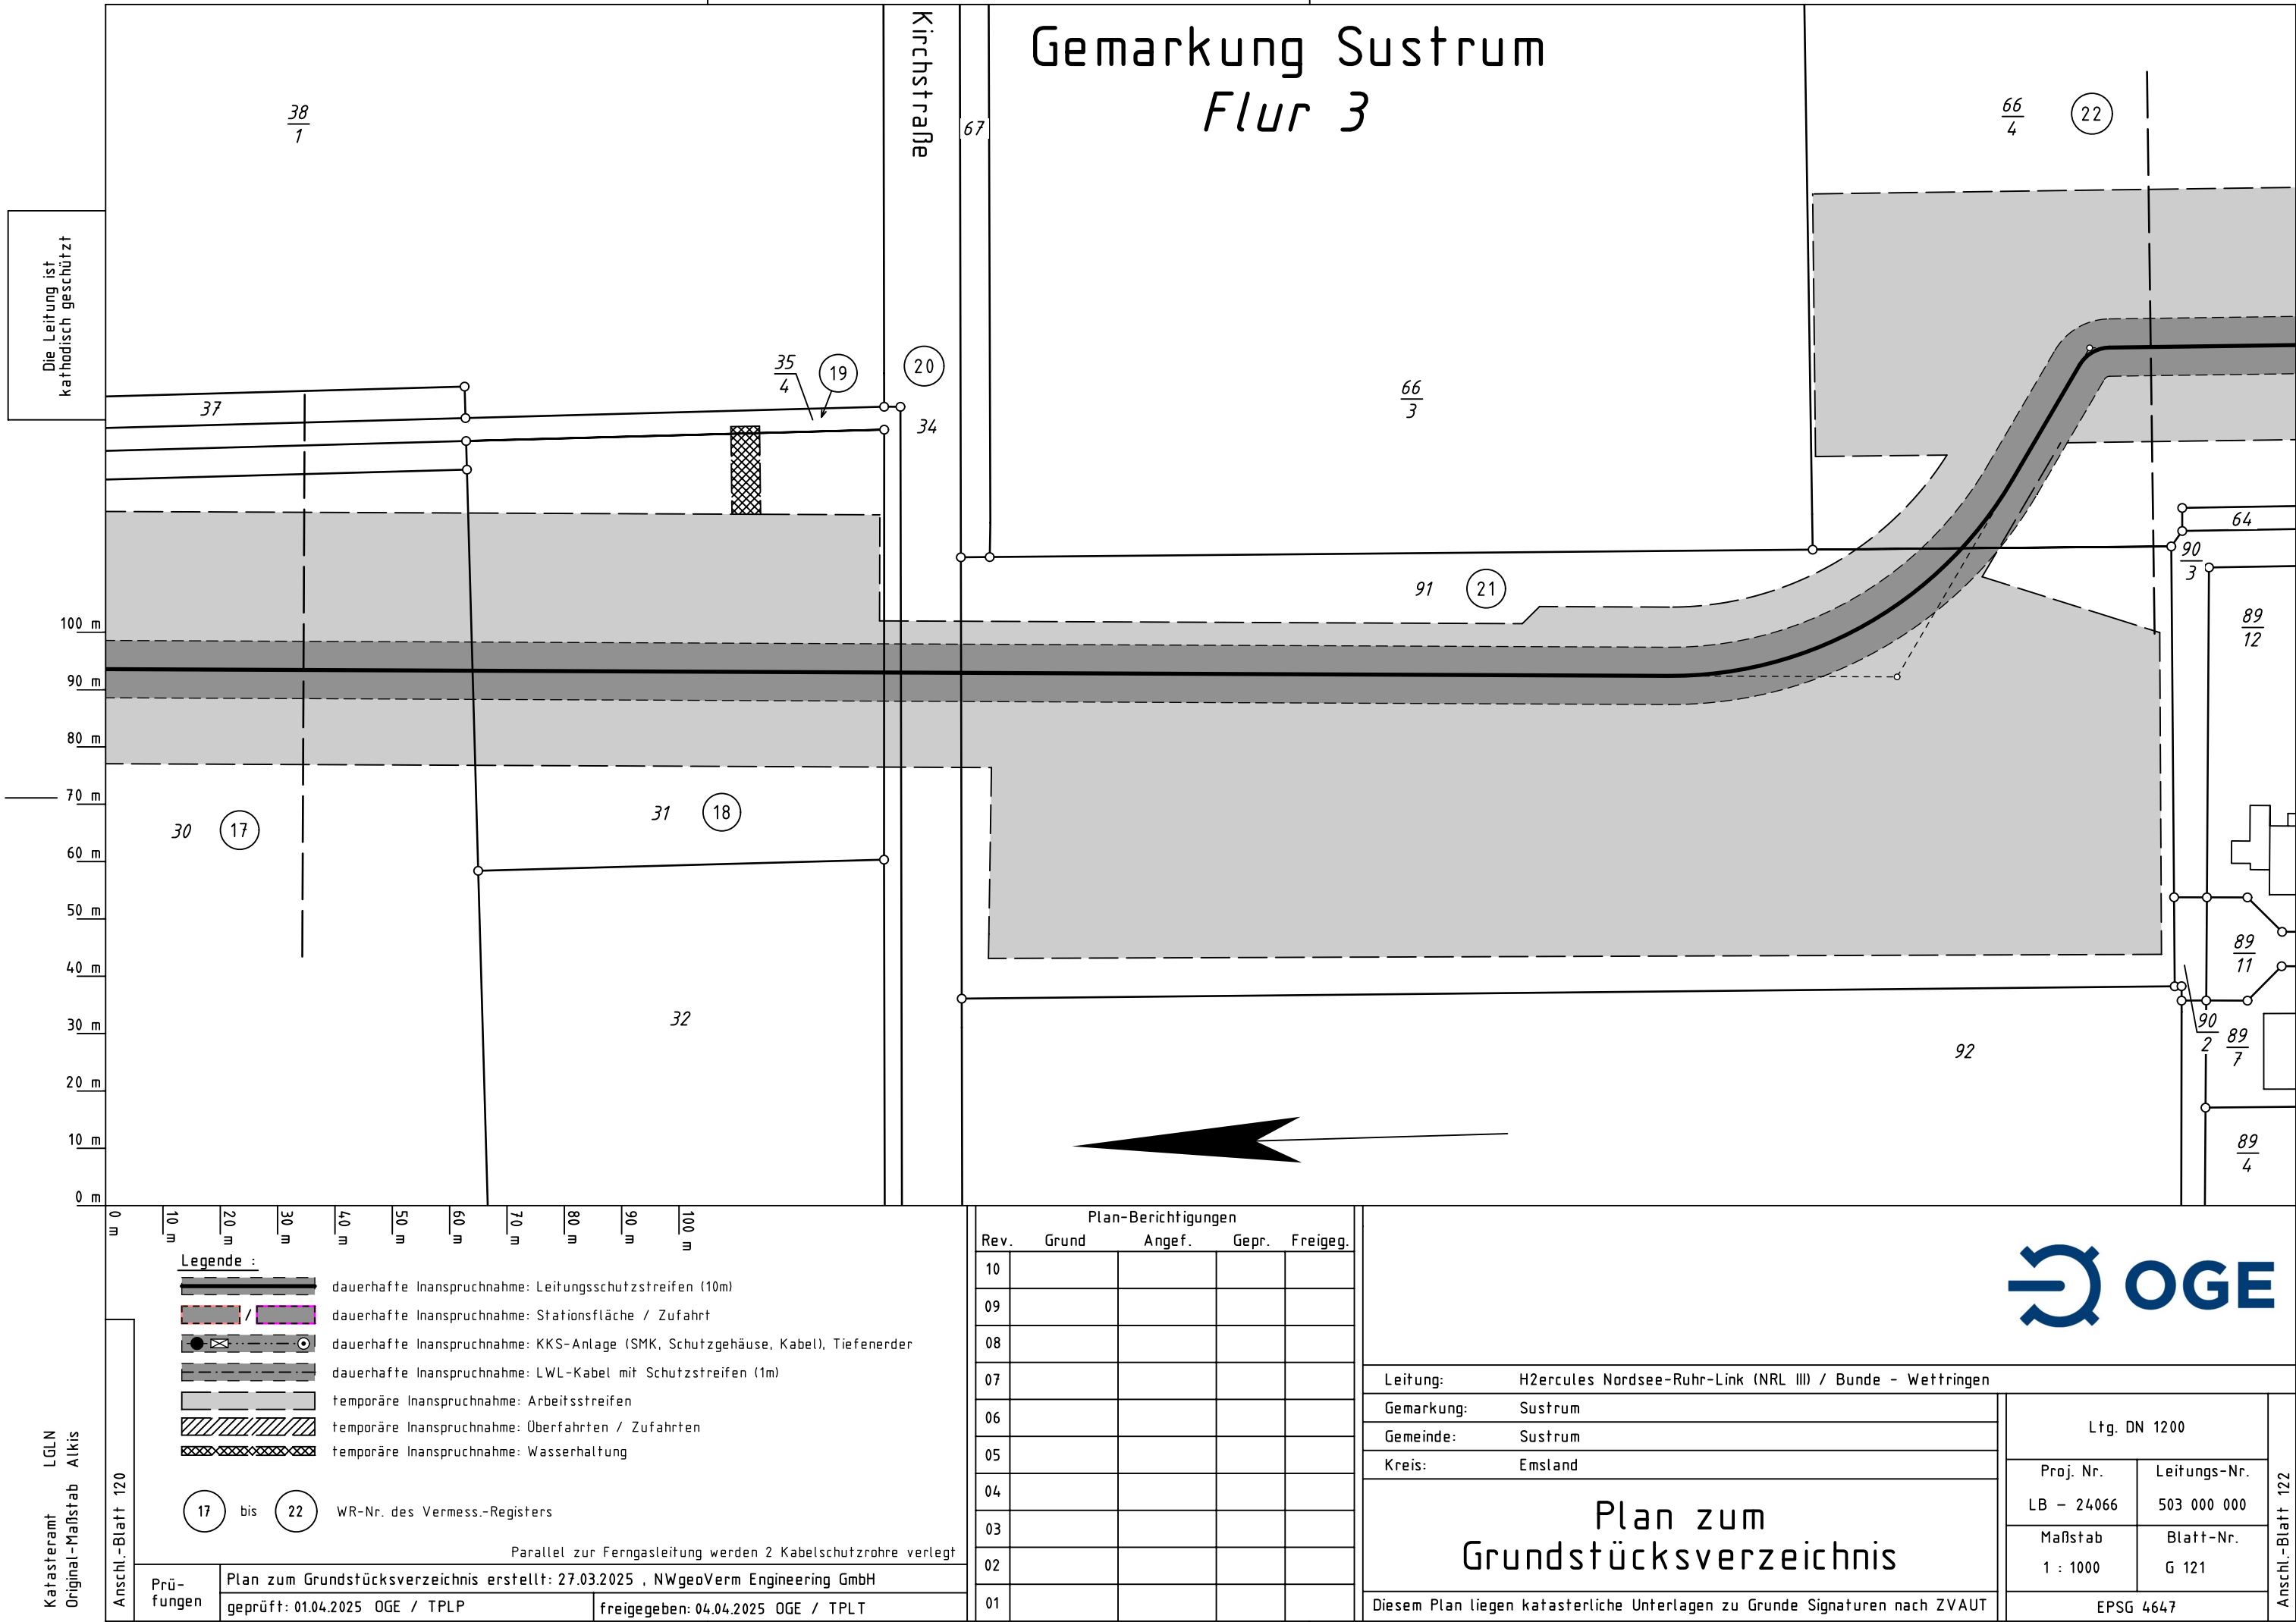 Gemarkung Sustrum
Flur 3
Kirchstraße
38
1
67
66
4
22
Die Leitung ist
kathodisch geschützt
37
35
4
19
20
34
66
3
91
21
64
90
3
89
12
30
17
31
18
32
89
11
90
2
89
7
92
89
4
100 m
90 m
80 m
70 m
60 m
50 m
40 m
30 m
20 m
10 m
0 m
0 m
10 m
20 m
30 m
40 m
50 m
60 m
70 m
80 m
90 m
100 m
Legende :
dauerhafte Inanspruchnahme: Leitungsschutzstreifen (10m)
/ dauerhafte Inanspruchnahme: Stationsfläche / Zufahrt
dauerhafte Inanspruchnahme: KKS-Anlage (SMK, Schutzgehäuse, Kabel), Tiefenerder
dauerhafte Inanspruchnahme: LWL-Kabel mit Schutzstreifen (1m)
temporäre Inanspruchnahme: Arbeitsstreifen
temporäre Inanspruchnahme: Überfahrten / Zufahrten
temporäre Inanspruchnahme: Wasserhaltung
17 bis 22 WR-Nr. des Vermess.-Registers
Parallel zur Ferngasleitung werden 2 Kabelschutzrohre verlegt
Katasteramt LGLN
Original-Maßstab Alkis
Anschl.-Blatt 120
Prü-
fungen
Plan zum Grundstücksverzeichnis erstellt: 27.03.2025 , NWgeoVerm Engineering GmbH
geprüft: 01.04.2025 OGE / TPLP
freigegeben: 04.04.2025 OGE / TPLT
Plan-Berichtigungen
Rev. Grund Angef. Gepr. Freigeg.
10
09
08
07
06
05
04
03
02
01
OGE
Leitung: H2ercules Nordsee-Ruhr-Link (NRL III) / Bunde - Wettringen
Gemarkung: Sustrum
Gemeinde: Sustrum
Kreis: Emsland
Plan zum
Grundstücksverzeichnis
Diesem Plan liegen katasterliche Unterlagen zu Grunde Signaturen nach ZVAUT
Ltg. DN 1200
Proj. Nr. Leitungs-Nr.
LB – 24066 503 000 000
Maßstab Blatt-Nr.
1 : 1000 G 121
EPSG 4647
Anschl.-Blatt 122